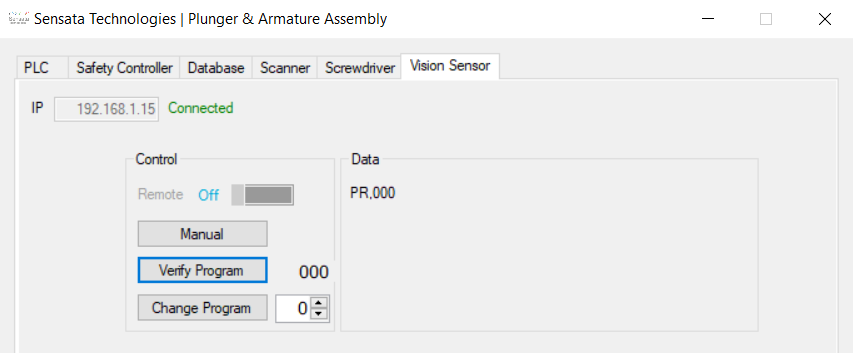 Sensata Technologies | Plunger & Armature Assembly
PLC Safety Controller Database Scanner Screwdriver Vision Sensor
IP 192.168.1.15 Connected
Control Data
Remote Off PR,000
Manual
Verify Program 000
Change Program 0